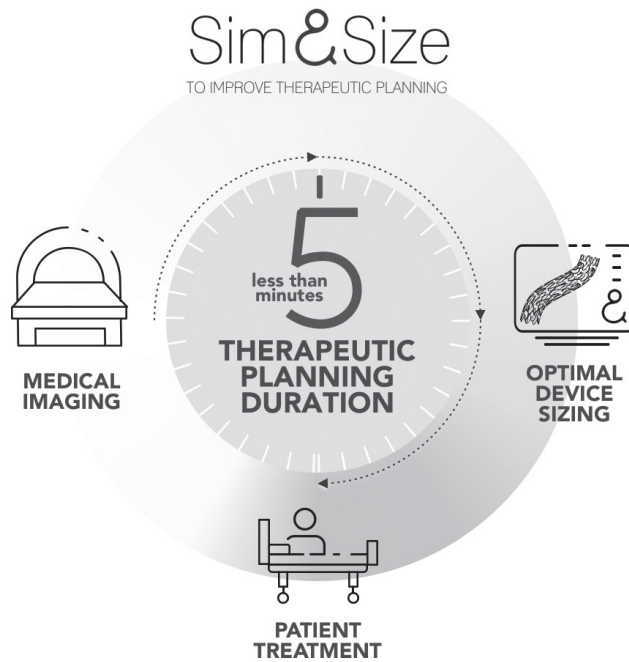 Sim&Size
TO IMPROVE THERAPEUTIC PLANNING
5
less than
minutes
THERAPEUTIC
PLANNING
DURATION
MEDICAL
IMAGING
OPTIMAL
DEVICE
SIZING
PATIENT
TREATMENT